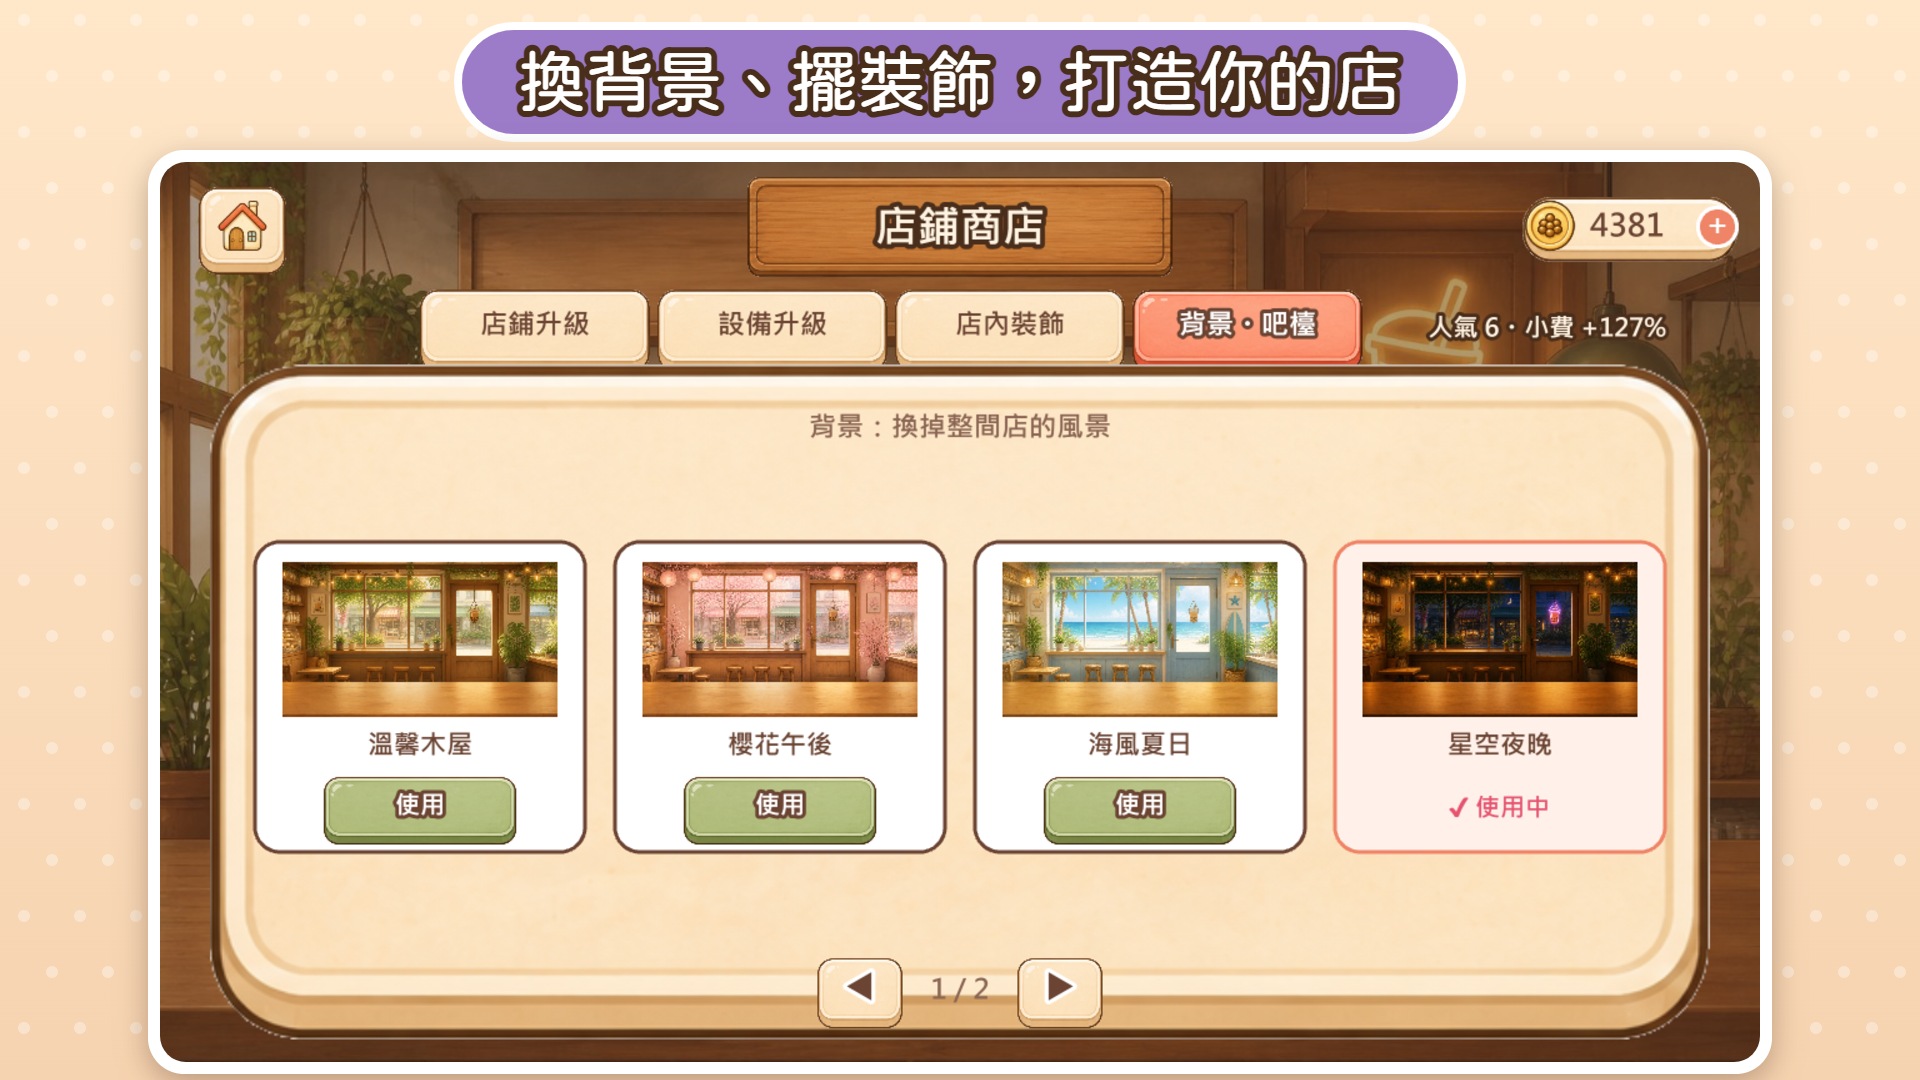 換背景、擺裝飾，打造你的店
店鋪商店
4381
店鋪升級
設備升級
店內裝飾
背景・吧檯
人氣 6・小費 +127%
背景：換掉整間店的風景
溫馨木屋
櫻花午後
海風夏日
星空夜晚
使用
使用
使用
✓使用中
1 / 2